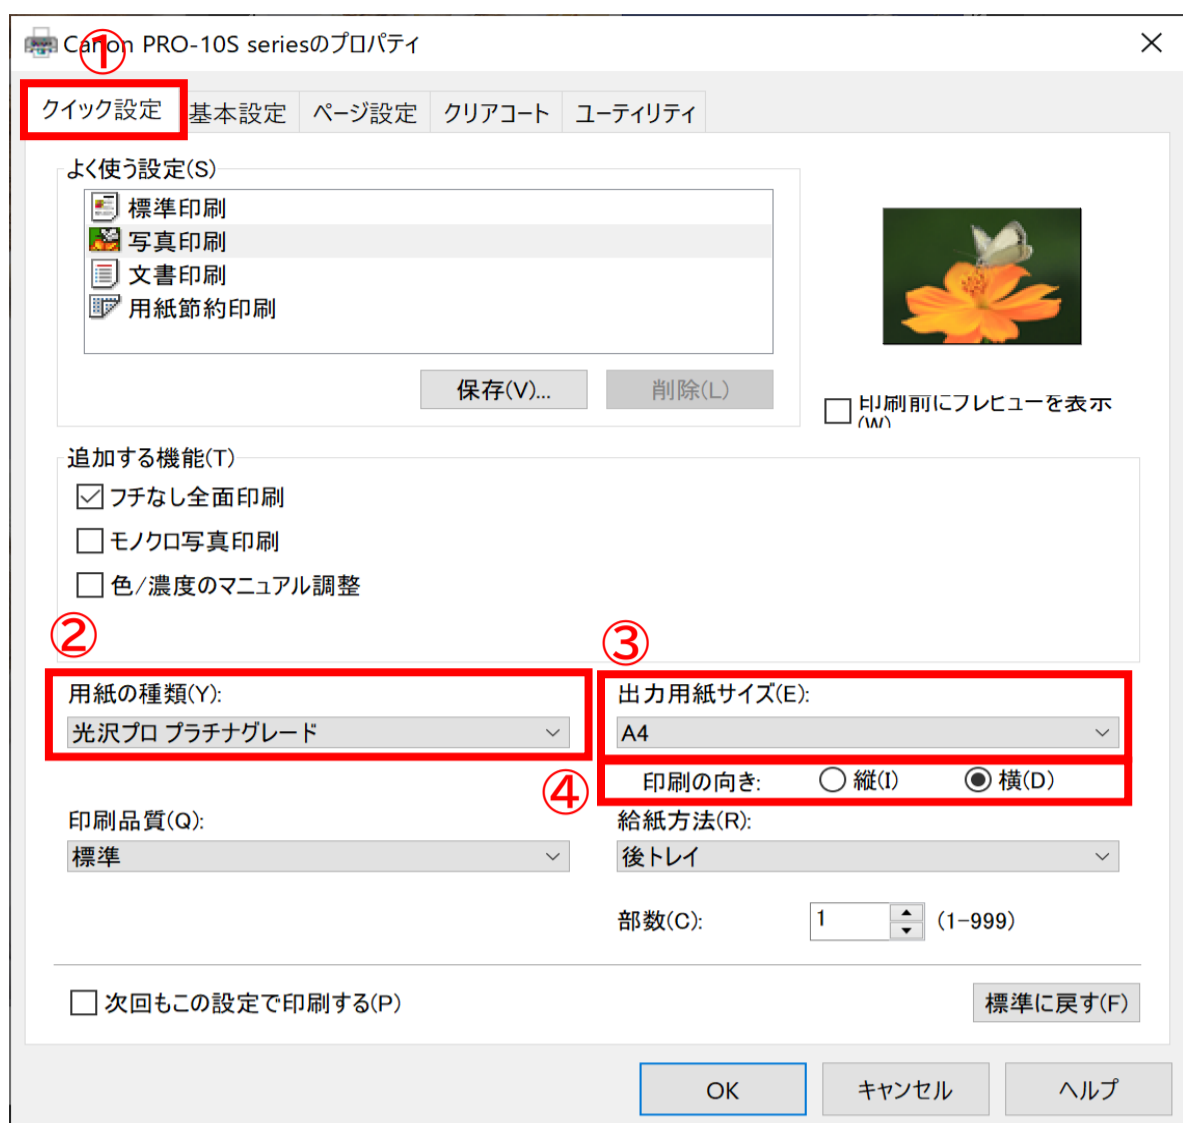 Canon PRO-10S seriesのプロパティ
①
クイック設定 基本設定 ページ設定 クリアコート ユーティリティ
よく使う設定(S)
標準印刷
写真印刷
文書印刷
用紙節約印刷
保存(V)... 削除(L)
印刷前にプレビューを表示
(W)
追加する機能(T)
フチなし全面印刷
モノクロ写真印刷
色/濃度のマニュアル調整
② ③
用紙の種類(Y): 出力用紙サイズ(E):
光沢プロ プラチナグレード A4
④ 印刷の向き: 縦(I) 横(D)
印刷品質(Q): 給紙方法(R):
標準 後トレイ
部数(C): 1 (1-999)
次回もこの設定で印刷する(P) 標準に戻す(F)
OK キャンセル ヘルプ